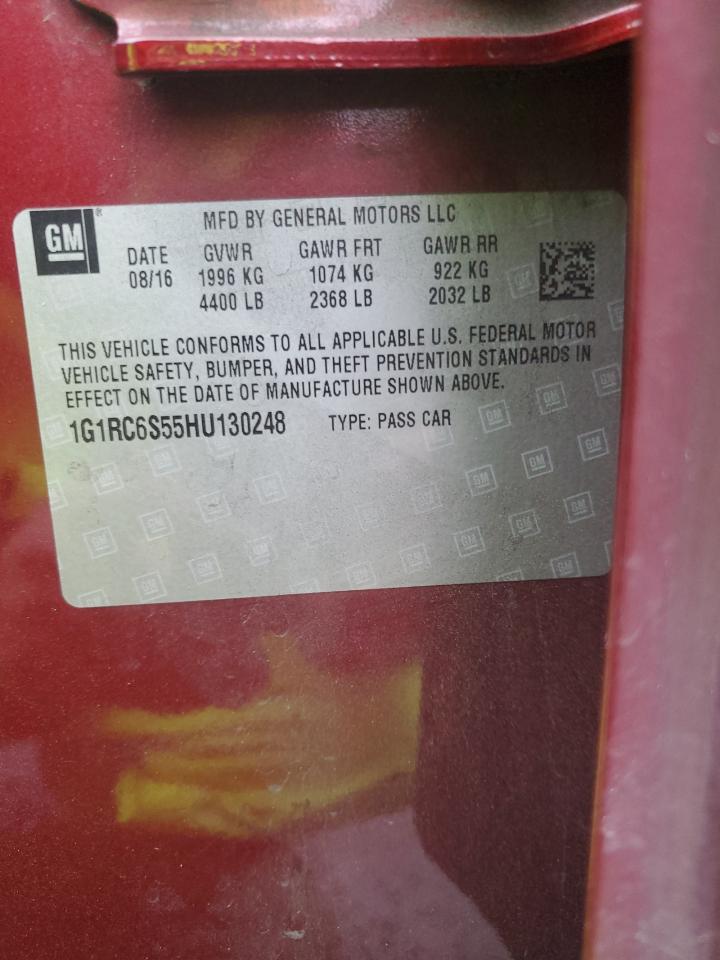 GM®
MFD BY GENERAL MOTORS LLC
DATE GVWR GAWR FRT GAWR RR
08/16 1996 KG 1074 KG 922 KG
4400 LB 2368 LB 2032 LB
THIS VEHICLE CONFORMS TO ALL APPLICABLE U.S. FEDERAL MOTOR
VEHICLE SAFETY, BUMPER, AND THEFT PREVENTION STANDARDS IN
EFFECT ON THE DATE OF MANUFACTURE SHOWN ABOVE.
1G1RC6S55HU130248 TYPE: PASS CAR